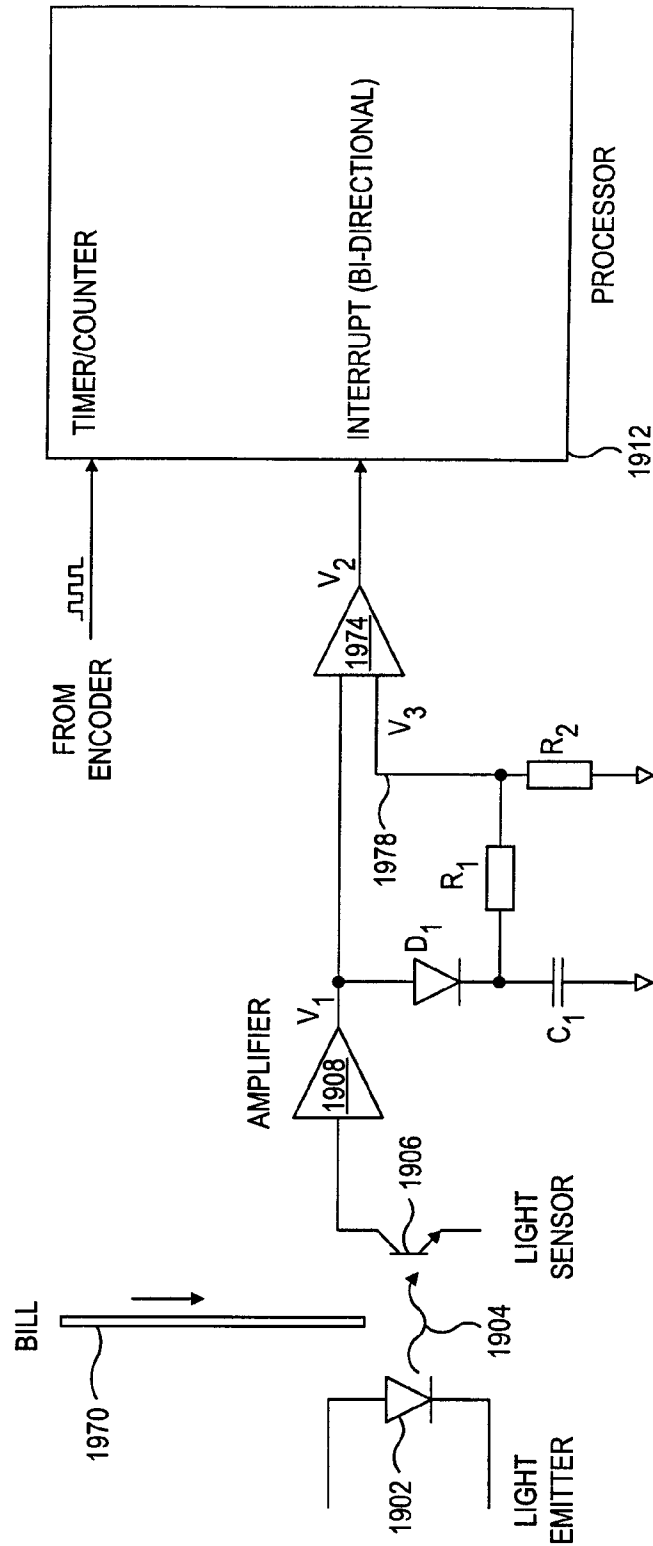 BILL
1970
LIGHT
EMITTER
1902
1904
LIGHT
SENSOR
1906
AMPLIFIER
1908
V1
D1
C1
R1
R2
1978
V3
1974
V2
FROM
ENCODER
TIMER/COUNTER
INTERRUPT (BI-DIRECTIONAL)
PROCESSOR
1912